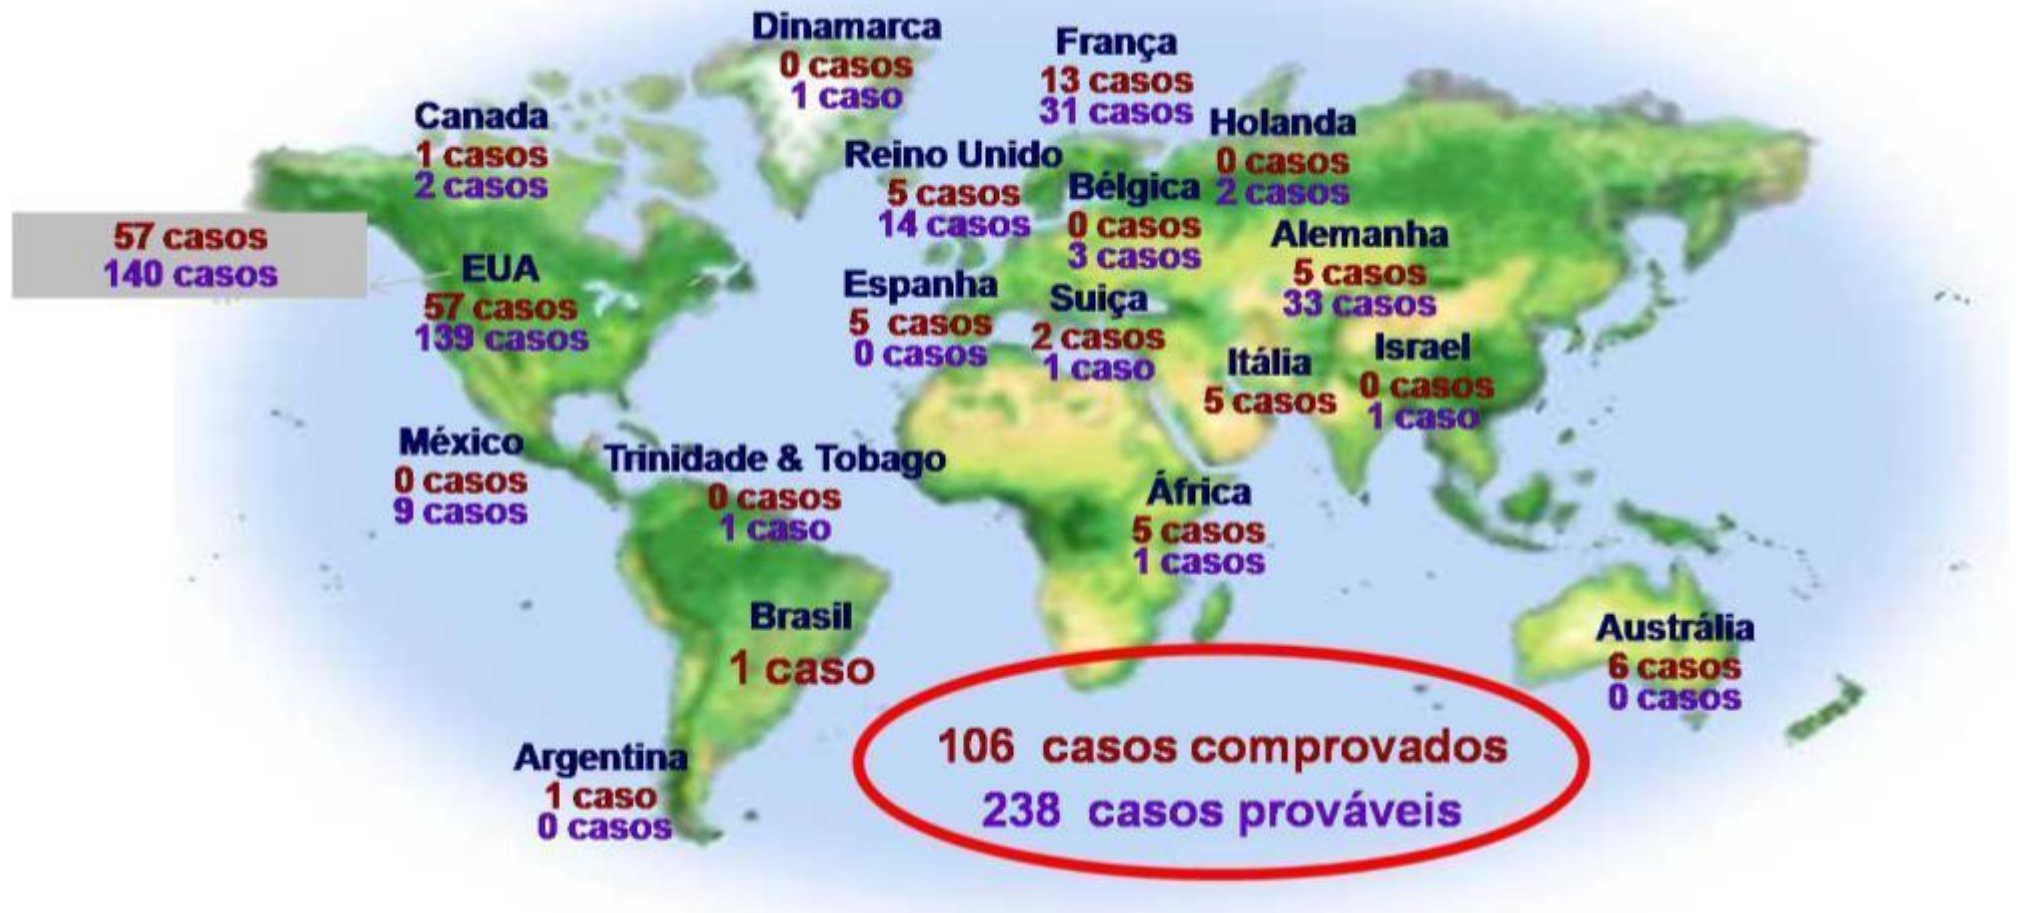 Dinamarca
0 casos
1 caso
França
13 casos
31 casos
Canada
1 casos
2 casos
Holanda
0 casos
2 casos
Reino Unido
5 casos
14 casos
Bélgica
0 casos
3 casos
57 casos
140 casos
EUA
57 casos
139 casos
Alemanha
5 casos
33 casos
Espanha
5 casos
0 casos
Suiça
2 casos
1 caso
Itália
5 casos
Israel
0 casos
1 caso
México
0 casos
9 casos
Trinidade & Tobago
0 casos
1 caso
África
5 casos
1 casos
Brasil
1 caso
Austrália
6 casos
0 casos
Argentina
1 caso
0 casos
106 casos comprovados
238 casos prováveis